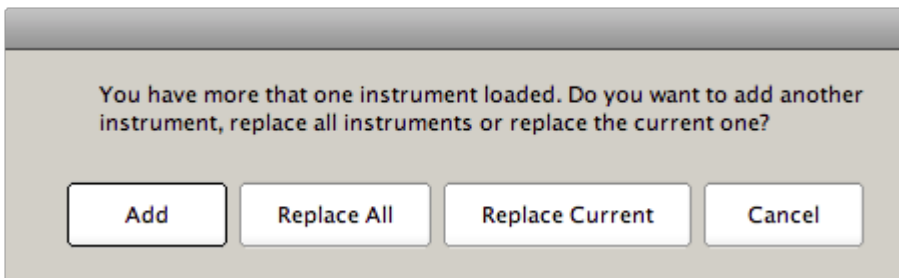 You have more that one instrument loaded. Do you want to add another
instrument, replace all instruments or replace the current one?
Add Replace All Replace Current Cancel